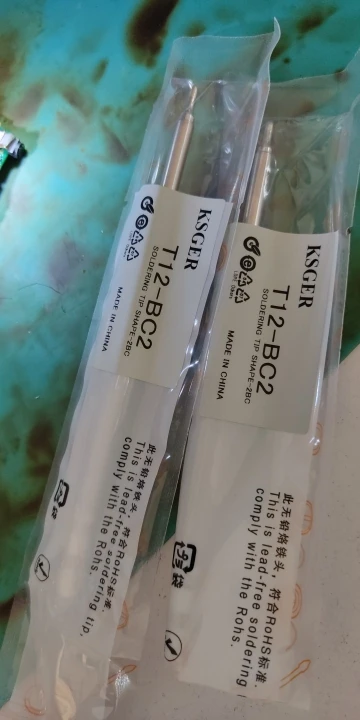 KSGER
T12-BC2
SOLDERING TIP SHAPE-2BC
MADE IN CHINA
此无铅烙铁头，符合RoHS标准.
This is lead-free soldering tip,
comply with the Rohs.
袋
KSGER
T12-BC2
SOLDERING TIP SHAPE-2BC
MADE IN CHINA
此无铅烙铁头，符合RoHS标准.
This is lead-free soldering
comply with the Rohs.
袋